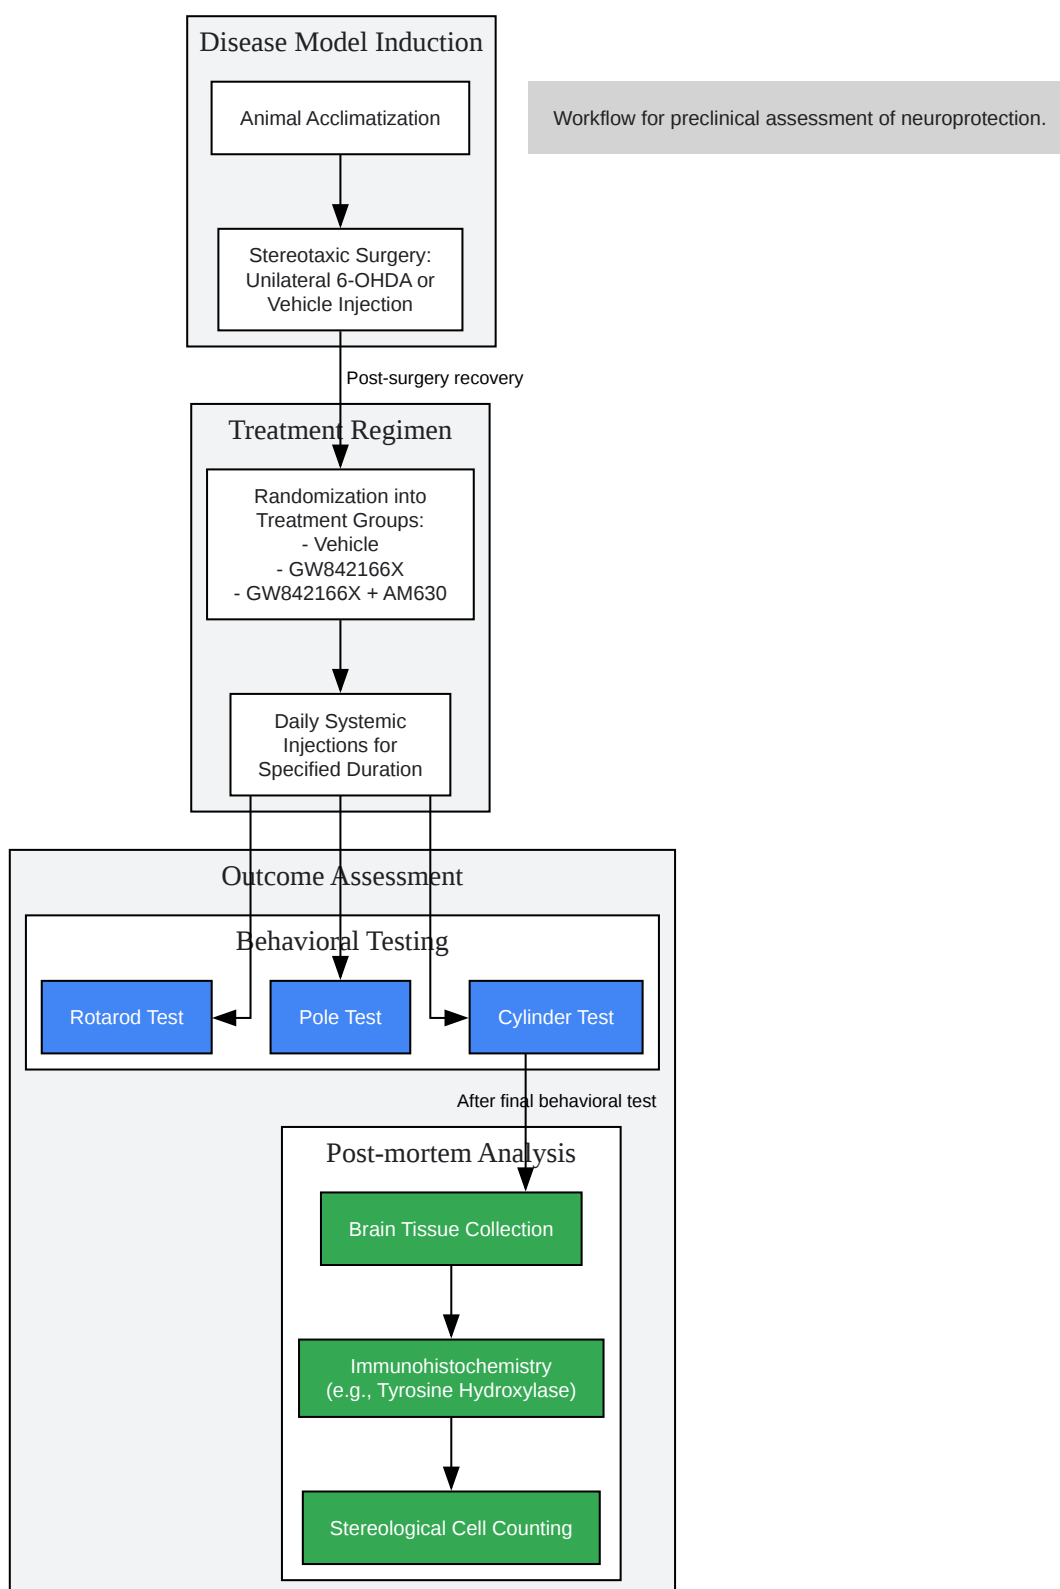 Disease Model Induction
Animal Acclimatization
Workflow for preclinical assessment of neuroprotection.
Stereotaxic Surgery:
Unilateral 6-OHDA or
Vehicle Injection
Post-surgery recovery
Treatment Regimen
Randomization into
Treatment Groups:
- Vehicle
- GW842166X
- GW842166X + AM630
Daily Systemic
Injections for
Specified Duration
Outcome Assessment
Behavioral Testing
Rotarod Test
Pole Test
Cylinder Test
After final behavioral test
Post-mortem Analysis
Brain Tissue Collection
Immunohistochemistry
(e.g., Tyrosine Hydroxylase)
Stereological Cell Counting